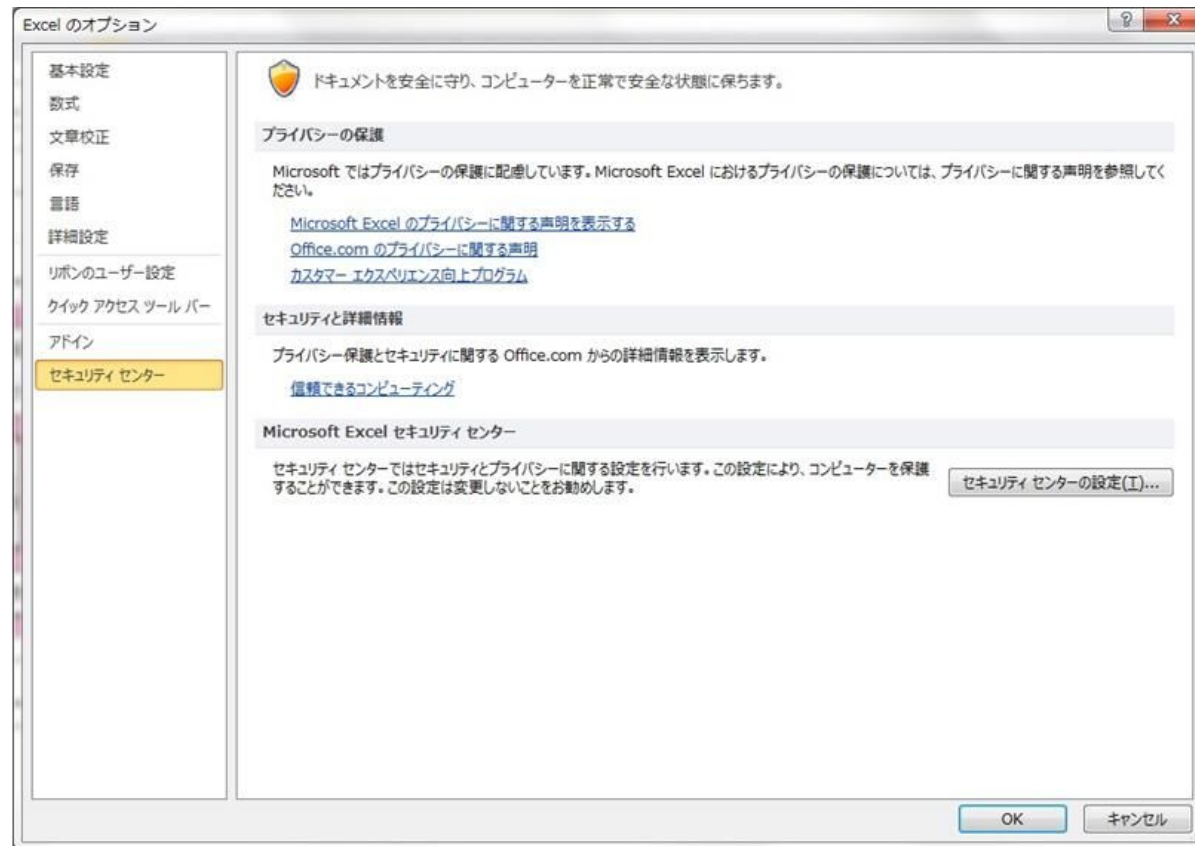 Excel のオプション
基本設定
数式
文章校正
保存
言語
詳細設定
リボンのユーザー設定
クイック アクセス ツール バー
アドイン
セキュリティ センター
ドキュメントを安全に守り、コンピューターを正常で安全な状態に保ちます。
プライバシーの保護
Microsoft ではプライバシーの保護に配慮しています。Microsoft Excel におけるプライバシーの保護については、プライバシーに関する声明を参照してく
ださい。
Microsoft Excel のプライバシーに関する声明を表示する
Office.com のプライバシーに関する声明
カスタマー エクスペリエンス向上プログラム
セキュリティと詳細情報
プライバシー保護とセキュリティに関する Office.com からの詳細情報を表示します。
信頼できるコンピューティング
Microsoft Excel セキュリティ センター
セキュリティ センターではセキュリティとプライバシーに関する設定を行います。この設定により、コンピューターを保護
することができます。この設定は変更しないことをお勧めします。
セキュリティ センターの設定(T)...
OK
キャンセル